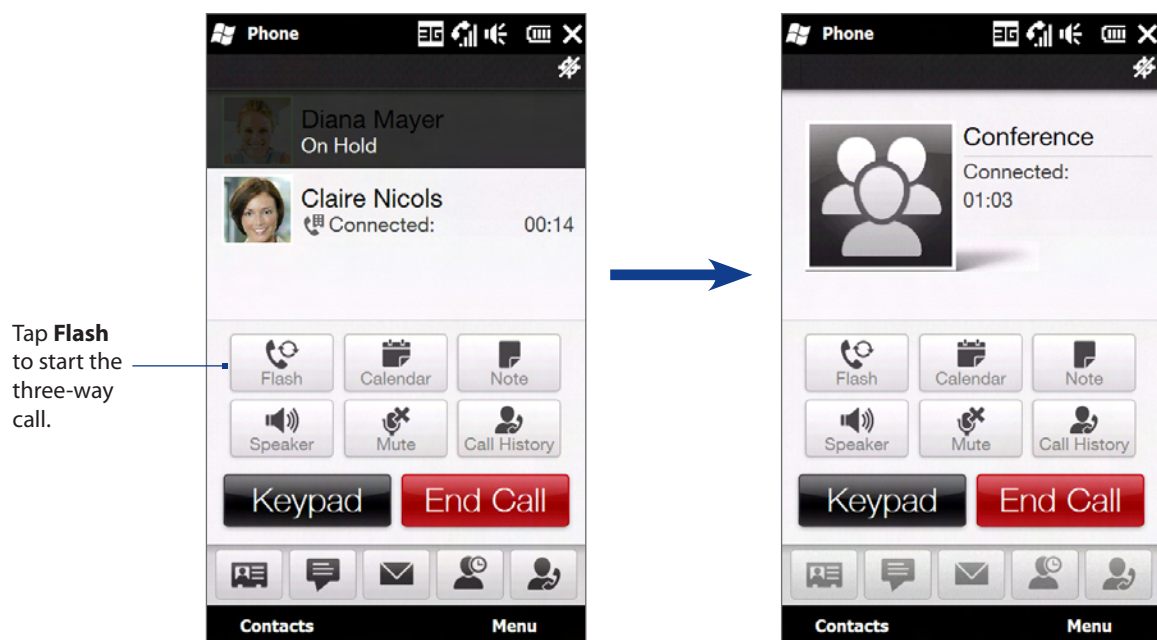 Phone
3G
Diana Mayer
On Hold
Claire Nicols
Connected: 00:14
Tap Flash
to start the
three-way
call.
Flash Calendar Note
Speaker Mute Call History
Keypad End Call
Contacts Menu
Phone
3G
Conference
Connected:
01:03
Flash Calendar Note
Speaker Mute Call History
Keypad End Call
Contacts Menu